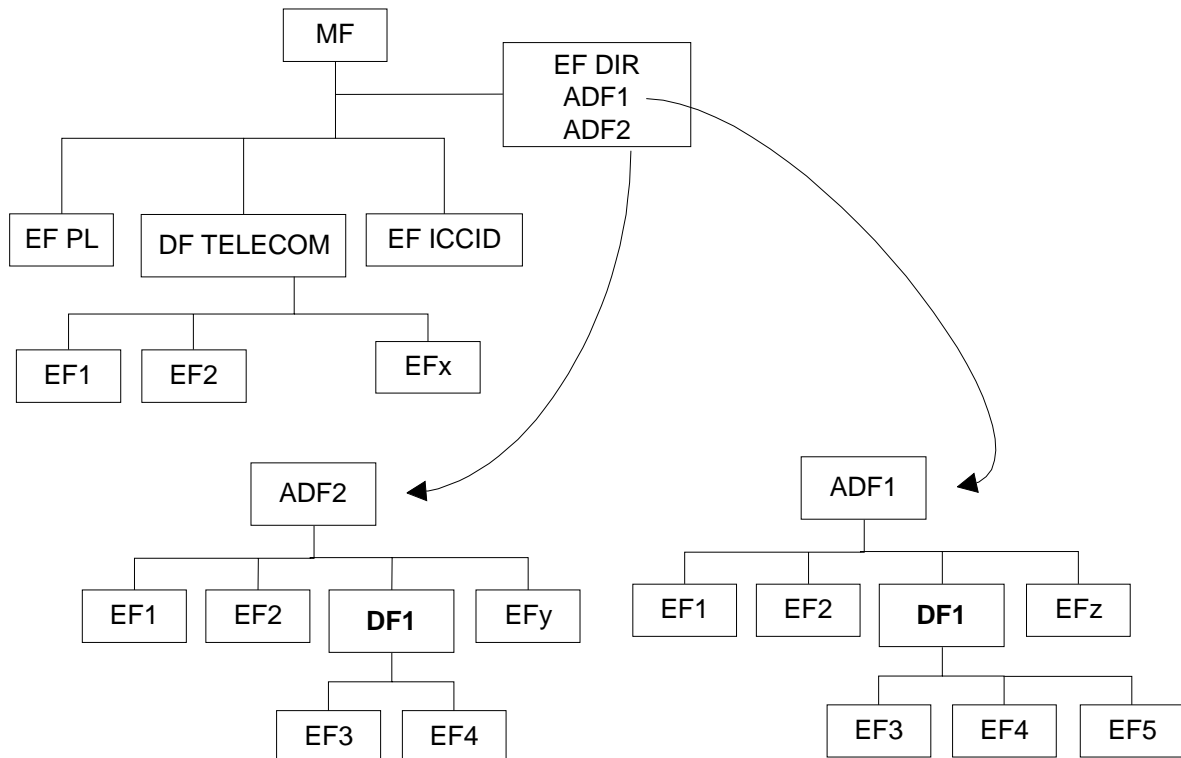 MF
EF DIR
ADF1
ADF2
EF PL
DF TELECOM
EF ICCID
EF1
EF2
EFx
ADF2
EF1
EF2
DF1
EFy
EF3
EF4
ADF1
EF1
EF2
DF1
EFz
EF3
EF4
EF5